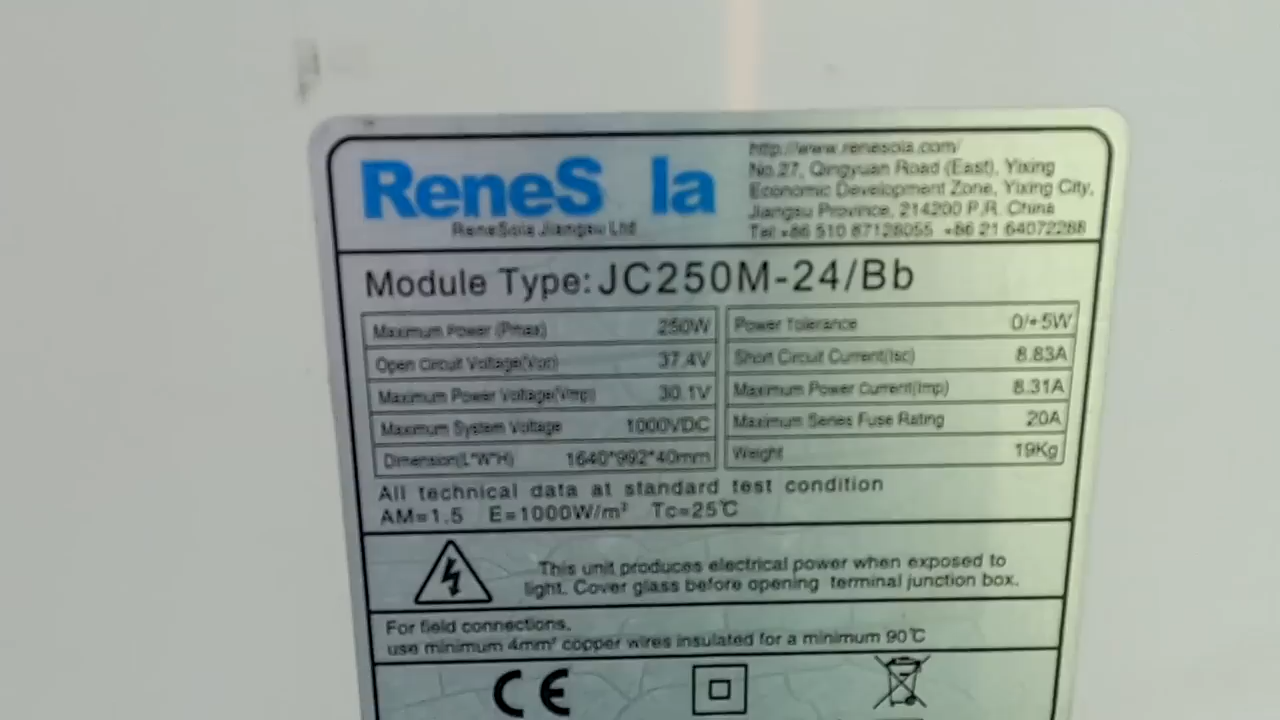 ReneS la
ReneSola Jiangsu Ltd
http://www.renesola.com/
No.27, Qingyuan Road (East), Yixing
Economic Development Zone, Yixing City,
Jiangsu Province, 214200 P.R. China
Tel:+86 510 87128055 +86 21 64072288
Module Type: JC250M-24/Bb
Maximum Power (Pmax) 250W
Open Circuit Voltage(Voc) 37.4V
Maximum Power Voltage(Vmp) 30.1V
Maximum System Voltage 1000VDC
Dimension(L*W*H) 1640*992*40mm
Power Tolerance 0/+5W
Short Circuit Current(Isc) 8.83A
Maximum Power Current(Imp) 8.31A
Maximum Series Fuse Rating 20A
Weight 19Kg
All technical data at standard test condition
AM=1.5 E=1000W/m² Tc=25℃
This unit produces electrical power when exposed to
light. Cover glass before opening terminal junction box.
For field connections,
use minimum 4mm² copper wires insulated for a minimum 90℃
CE